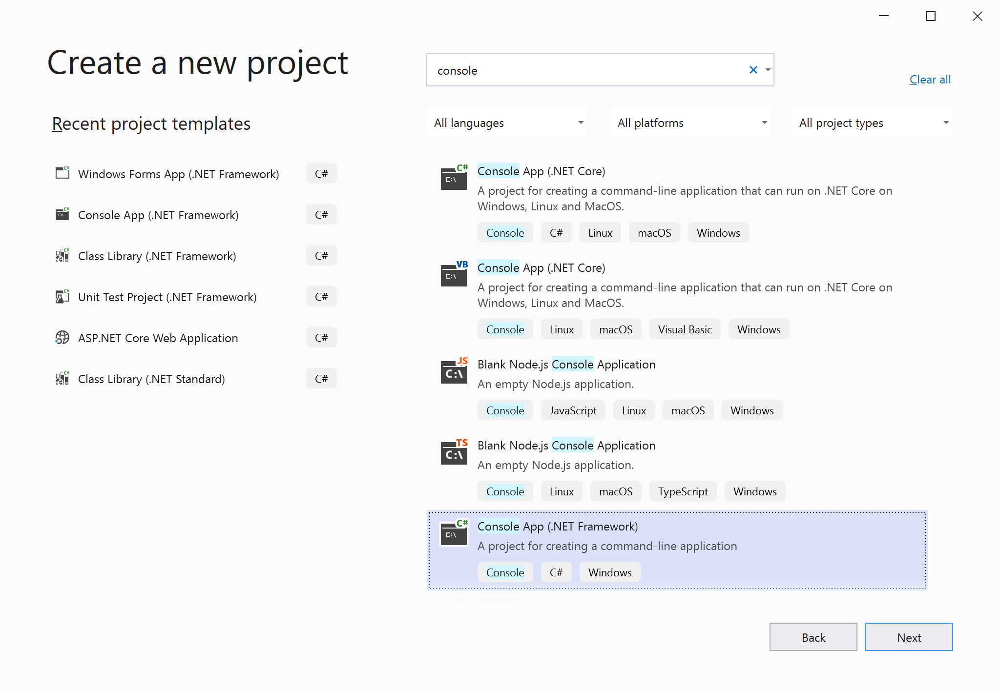 Create a new project
console
Clear all
Recent project templates
All languages
All platforms
All project types
Windows Forms App (.NET Framework)
C#
Console App (.NET Framework)
C#
Class Library (.NET Framework)
C#
Unit Test Project (.NET Framework)
C#
ASP.NET Core Web Application
C#
Class Library (.NET Standard)
C#
C#
C:\
Console App (.NET Core)
A project for creating a command-line application that can run on .NET Core on
Windows, Linux and MacOS.
Console C# Linux macOS Windows
VB
C:\
Console App (.NET Core)
A project for creating a command-line application that can run on .NET Core on
Windows, Linux and MacOS.
Console Linux macOS Visual Basic Windows
JS
C:\
Blank Node.js Console Application
An empty Node.js application.
Console JavaScript Linux macOS Windows
TS
C:\
Blank Node.js Console Application
An empty Node.js application.
Console Linux macOS TypeScript Windows
C#
C:\
Console App (.NET Framework)
A project for creating a command-line application
Console C# Windows
Back
Next